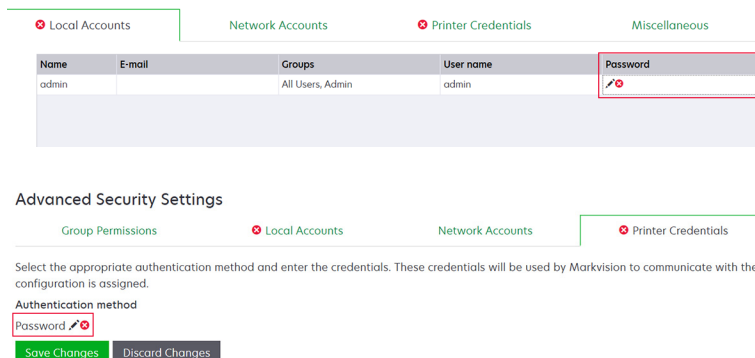 Local Accounts Network Accounts Printer Credentials Miscellaneous
Name E-mail Groups User name Password
admin All Users, Admin admin
Advanced Security Settings
Group Permissions Local Accounts Network Accounts Printer Credentials
Select the appropriate authentication method and enter the credentials. These credentials will be used by Markvision to communicate with the
configuration is assigned.
Authentication method
Password
Save Changes Discard Changes